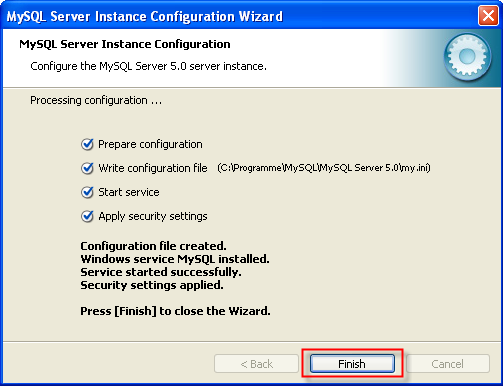 MySQL Server Instance Configuration Wizard
MySQL Server Instance Configuration
Configure the MySQL Server 5.0 server instance.
Processing configuration ...
Prepare configuration
Write configuration file (C:\Programme\MySQL\MySQL Server 5.0\my.ini)
Start service
Apply security settings
Configuration file created.
Windows service MySQL installed.
Service started successfully.
Security settings applied.
Press [Finish] to close the Wizard.
< Back Finish Cancel